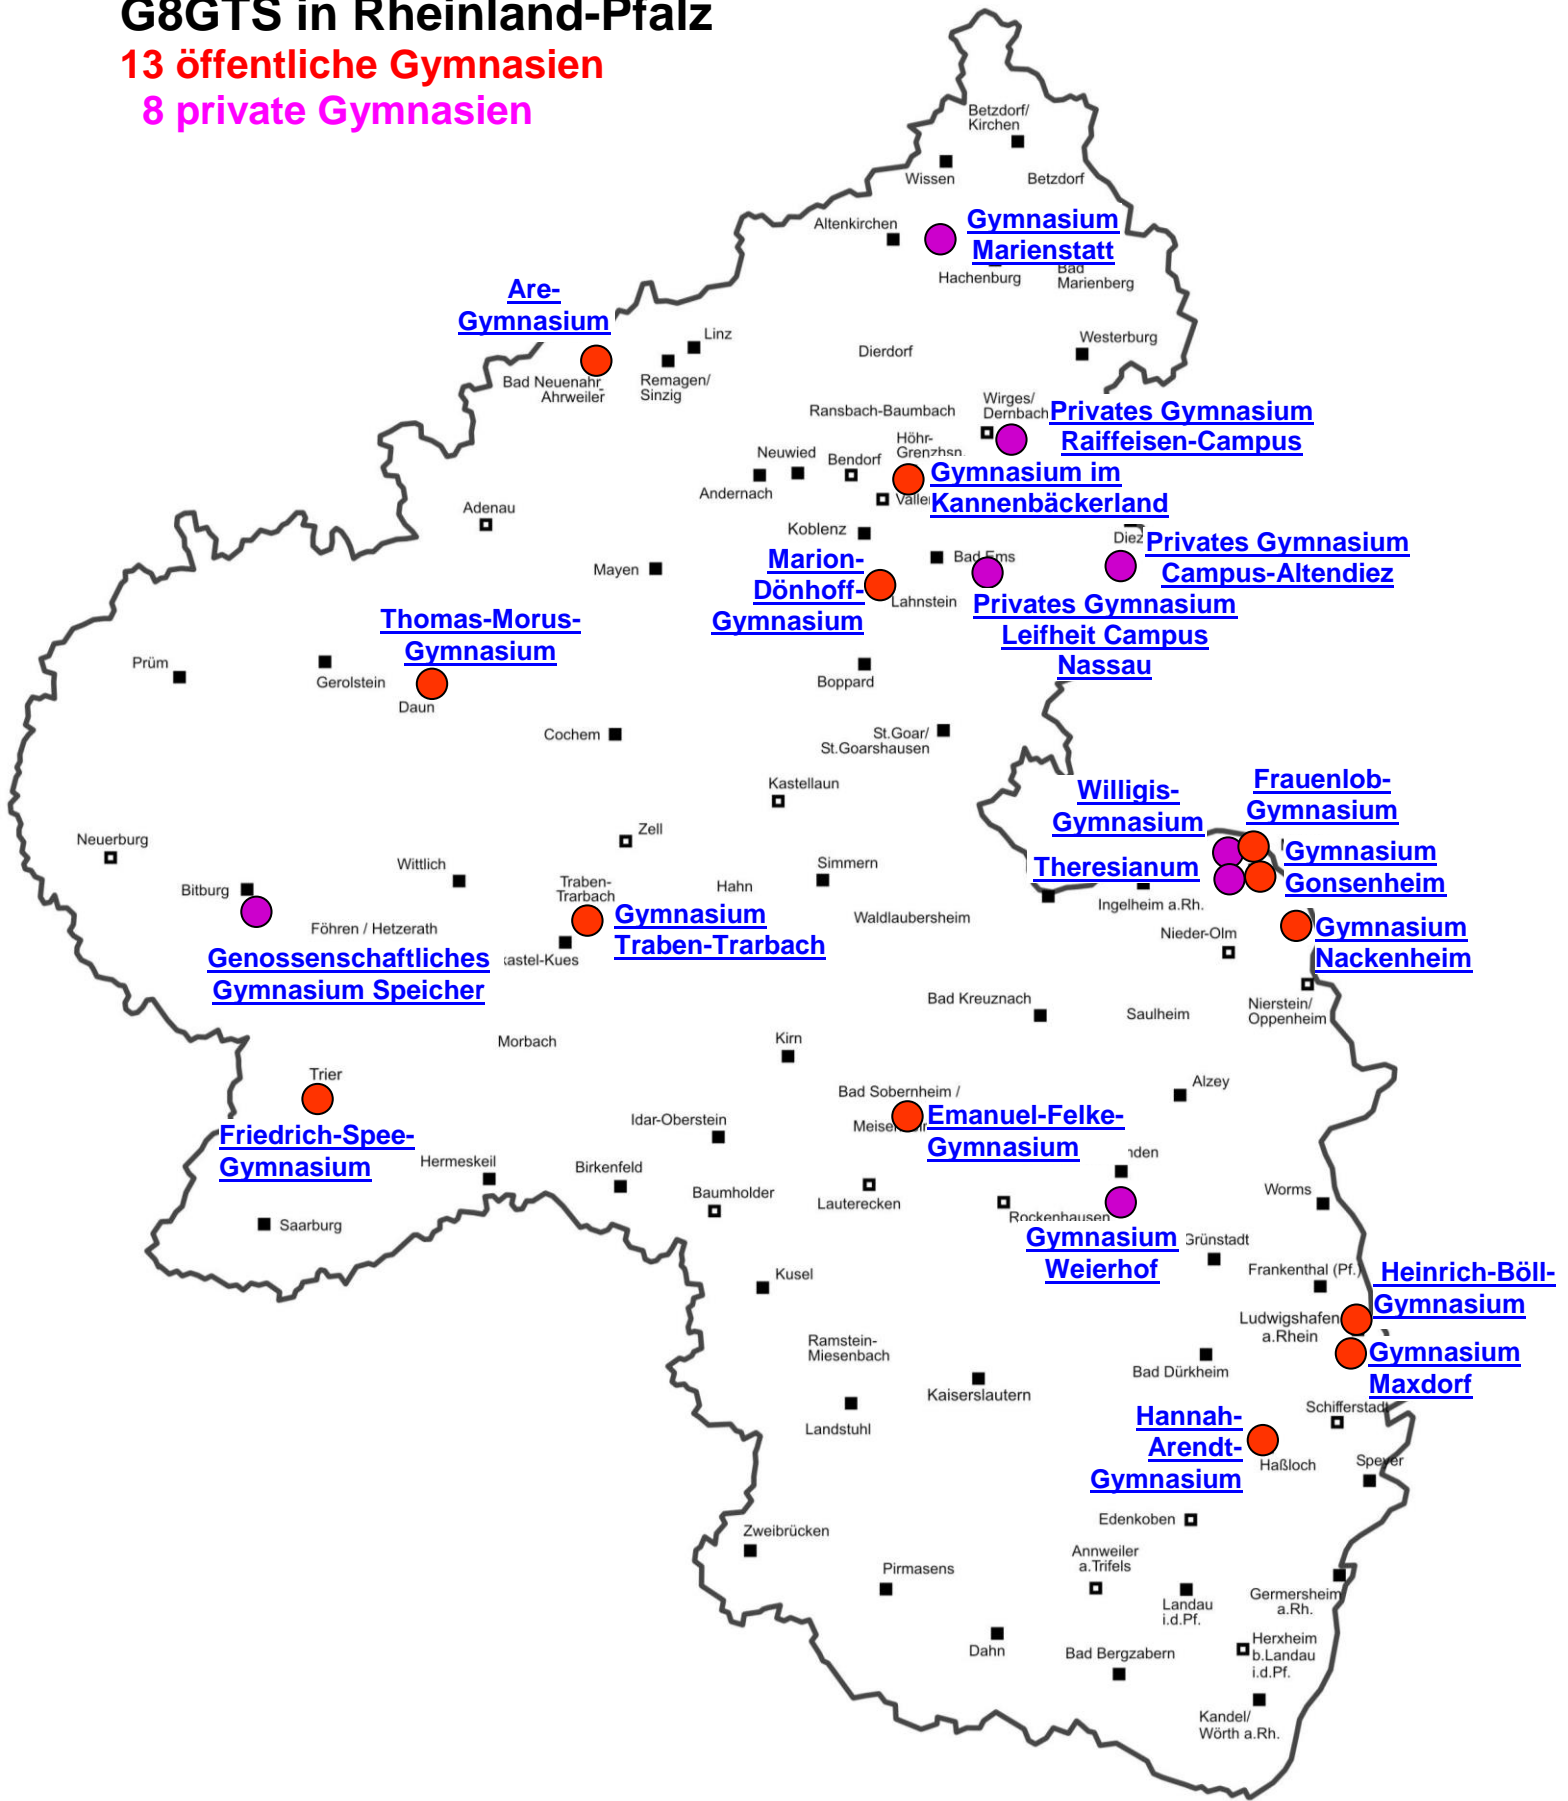 G8GTS in Rheinland-Pfalz
13 öffentliche Gymnasien
8 private Gymnasien
Betzdorf/
Kirchen
Wissen
Betzdorf
Altenkirchen
Gymnasium
Marienstatt
Hachenburg
Bad
Marienberg
Are-
Gymnasium
Linz
Bad Neuenahr-
Ahrweiler
Remagen/
Sinzig
Dierdorf
Westerburg
Ransbach-Baumbach
Wirges/
Dernbach
Privates Gymnasium
Raiffeisen-Campus
Höhr-
Grenzhsn.
Neuwied
Bendorf
Andernach
Gymnasium im
Kannenbäckerland
Adenau
Koblenz
Diez
Privates Gymnasium
Campus-Altendiez
Mayen
Bad Ems
Marion-
Dönhoff-
Gymnasium
Lahnstein
Privates Gymnasium
Leifheit Campus
Nassau
Thomas-Morus-
Gymnasium
Prüm
Gerolstein
Daun
Boppard
Cochem
St.Goar/
St.Goarshausen
Kastellaun
Willigis-
Gymnasium
Frauenlob-
Gymnasium
Neuerburg
Zell
Theresianum
Gymnasium
Gonsenheim
Wittlich
Simmern
Bitburg
Traben-
Trarbach
Hahn
Ingelheim a.Rh.
Föhren / Hetzerath
Gymnasium
Traben-Trarbach
Waldlaubersheim
Nieder-Olm
Gymnasium
Nackenheim
Genossenschaftliches
Gymnasium Speicher
kastel-Kues
Bad Kreuznach
Saulheim
Nierstein/
Oppenheim
Morbach
Kirn
Trier
Bad Sobernheim /
Alzey
Friedrich-Spee-
Gymnasium
Idar-Oberstein
Emanuel-Felke-
Gymnasium
Hermeskeil
Birkenfeld
nden
Baumholder
Lauterecken
Rockenhausen
Worms
Saarburg
Gymnasium
Weierhof
Grünstadt
Kusel
Frankenthal (Pf.)
Heinrich-Böll-
Gymnasium
Ludwigshafen
a.Rhein
Ramstein-
Miesenbach
Gymnasium
Maxdorf
Bad Dürkheim
Kaiserslautern
Landstuhl
Hannah-
Arendt-
Gymnasium
Schifferstadt
Haßloch
Speyer
Edenkoben
Zweibrücken
Annweiler
a.Trifels
Pirmasens
Landau
i.d.Pf.
Germersheim
a.Rh.
Dahn
Bad Bergzabern
Herxheim
b.Landau
i.d.Pf.
Kandel/
Wörth a.Rh.